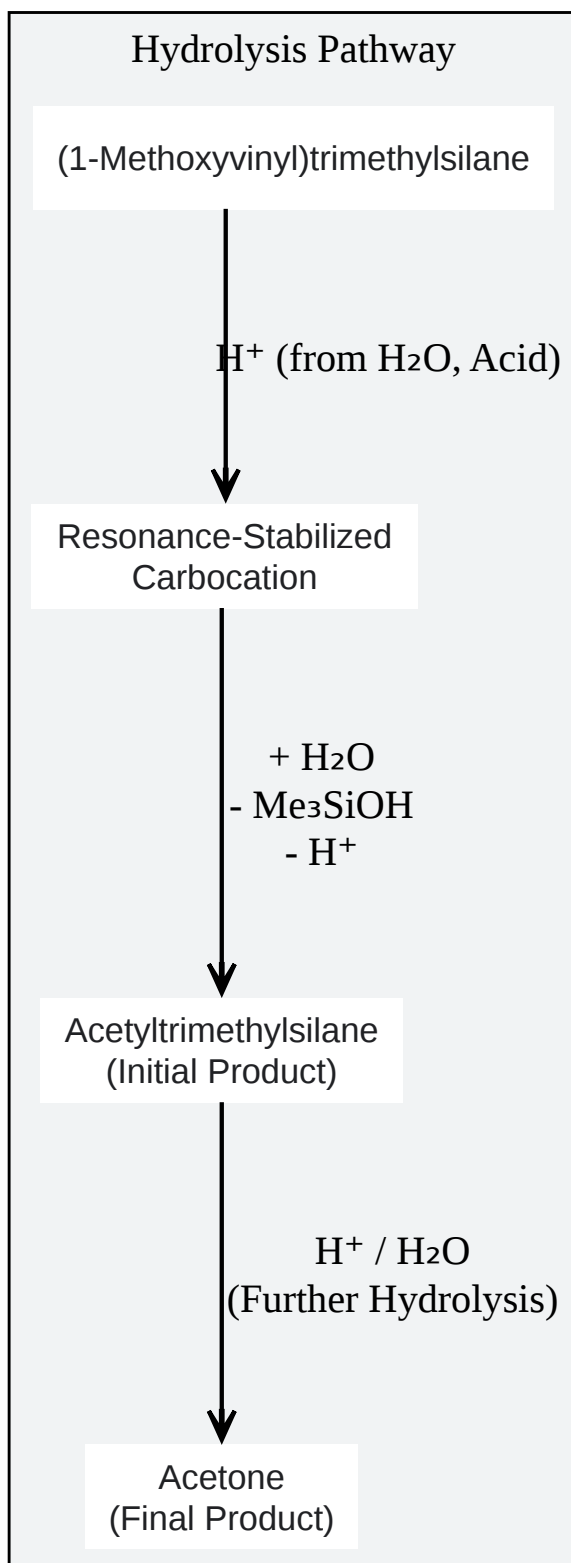 Hydrolysis Pathway
(1-Methoxyvinyl)trimethylsilane
H⁺ (from H₂O, Acid)
Resonance-Stabilized
Carbocation
+ H₂O
- Me₃SiOH
- H⁺
Acetyltrimethylsilane
(Initial Product)
H⁺ / H₂O
(Further Hydrolysis)
Acetone
(Final Product)